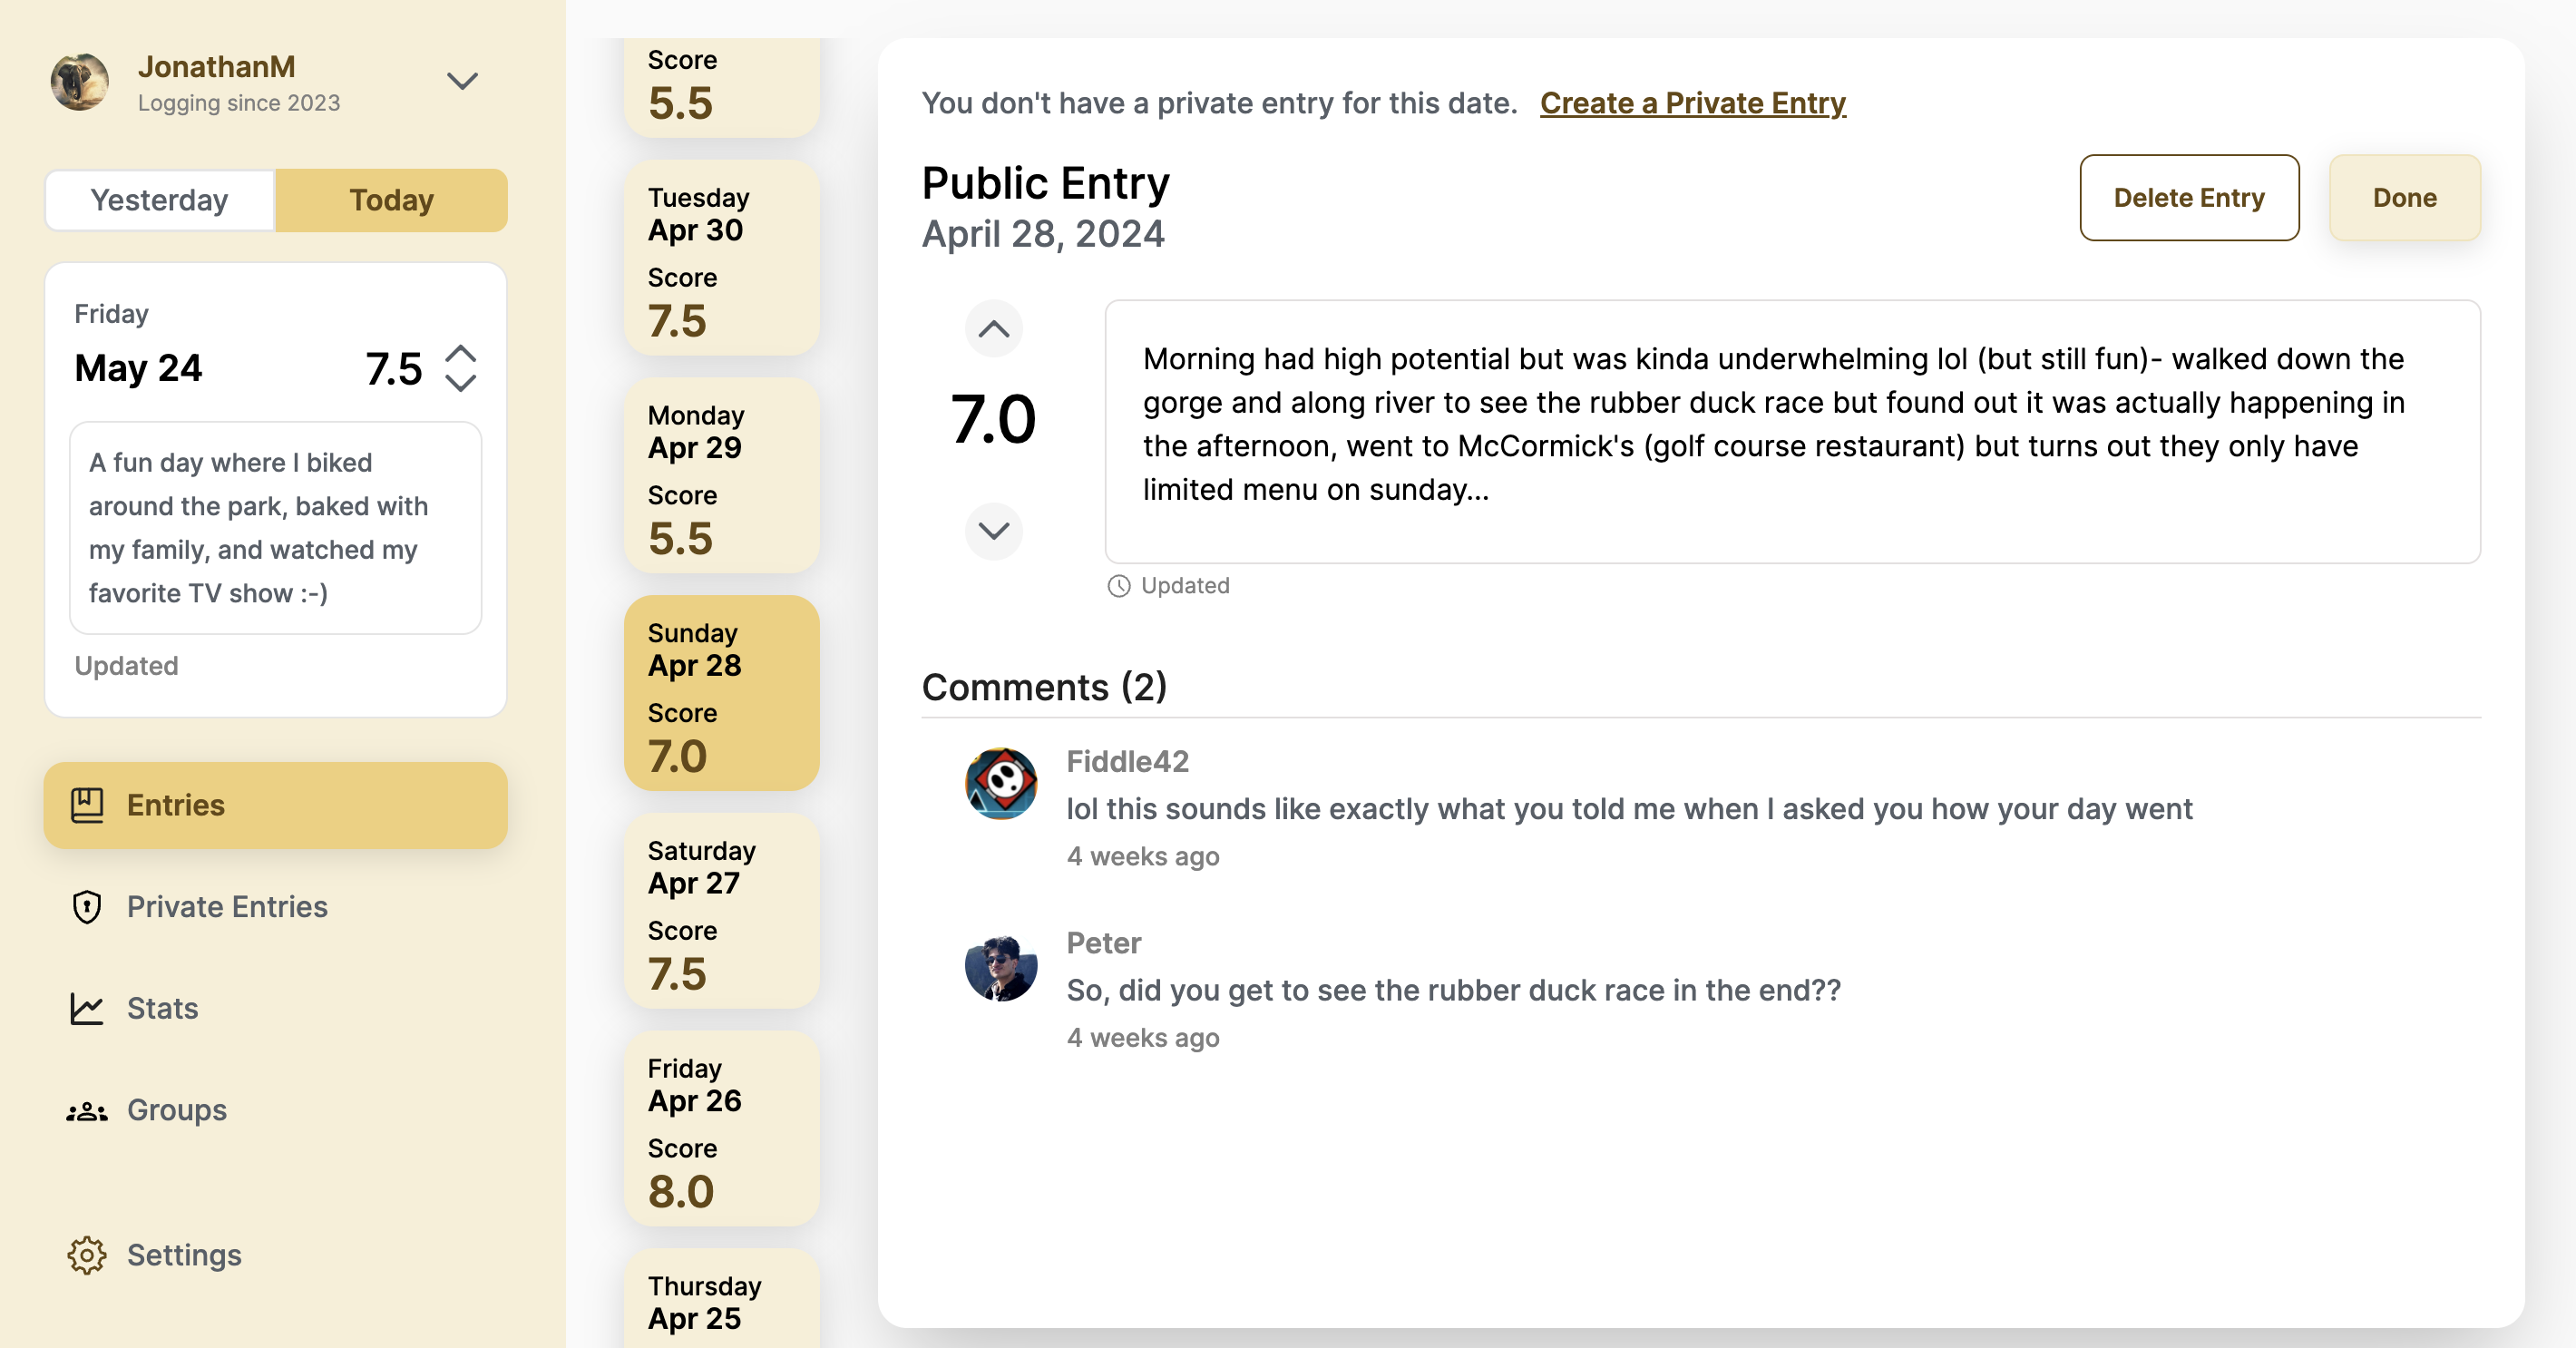 JonathanM
Logging since 2023
Yesterday
Today
Friday
May 24
7.5
A fun day where I biked
around the park, baked with
my family, and watched my
favorite TV show :-)
Updated
Entries
Private Entries
Stats
Groups
Settings
Score
5.5
Tuesday
Apr 30
Score
7.5
Monday
Apr 29
Score
5.5
Sunday
Apr 28
Score
7.0
Saturday
Apr 27
Score
7.5
Friday
Apr 26
Score
8.0
Thursday
Apr 25
You don't have a private entry for this date. Create a Private Entry
Public Entry
April 28, 2024
Delete Entry
Done
7.0
Morning had high potential but was kinda underwhelming lol (but still fun)- walked down the
gorge and along river to see the rubber duck race but found out it was actually happening in
the afternoon, went to McCormick's (golf course restaurant) but turns out they only have
limited menu on sunday...
Updated
Comments (2)
Fiddle42
lol this sounds like exactly what you told me when I asked you how your day went
4 weeks ago
Peter
So, did you get to see the rubber duck race in the end??
4 weeks ago